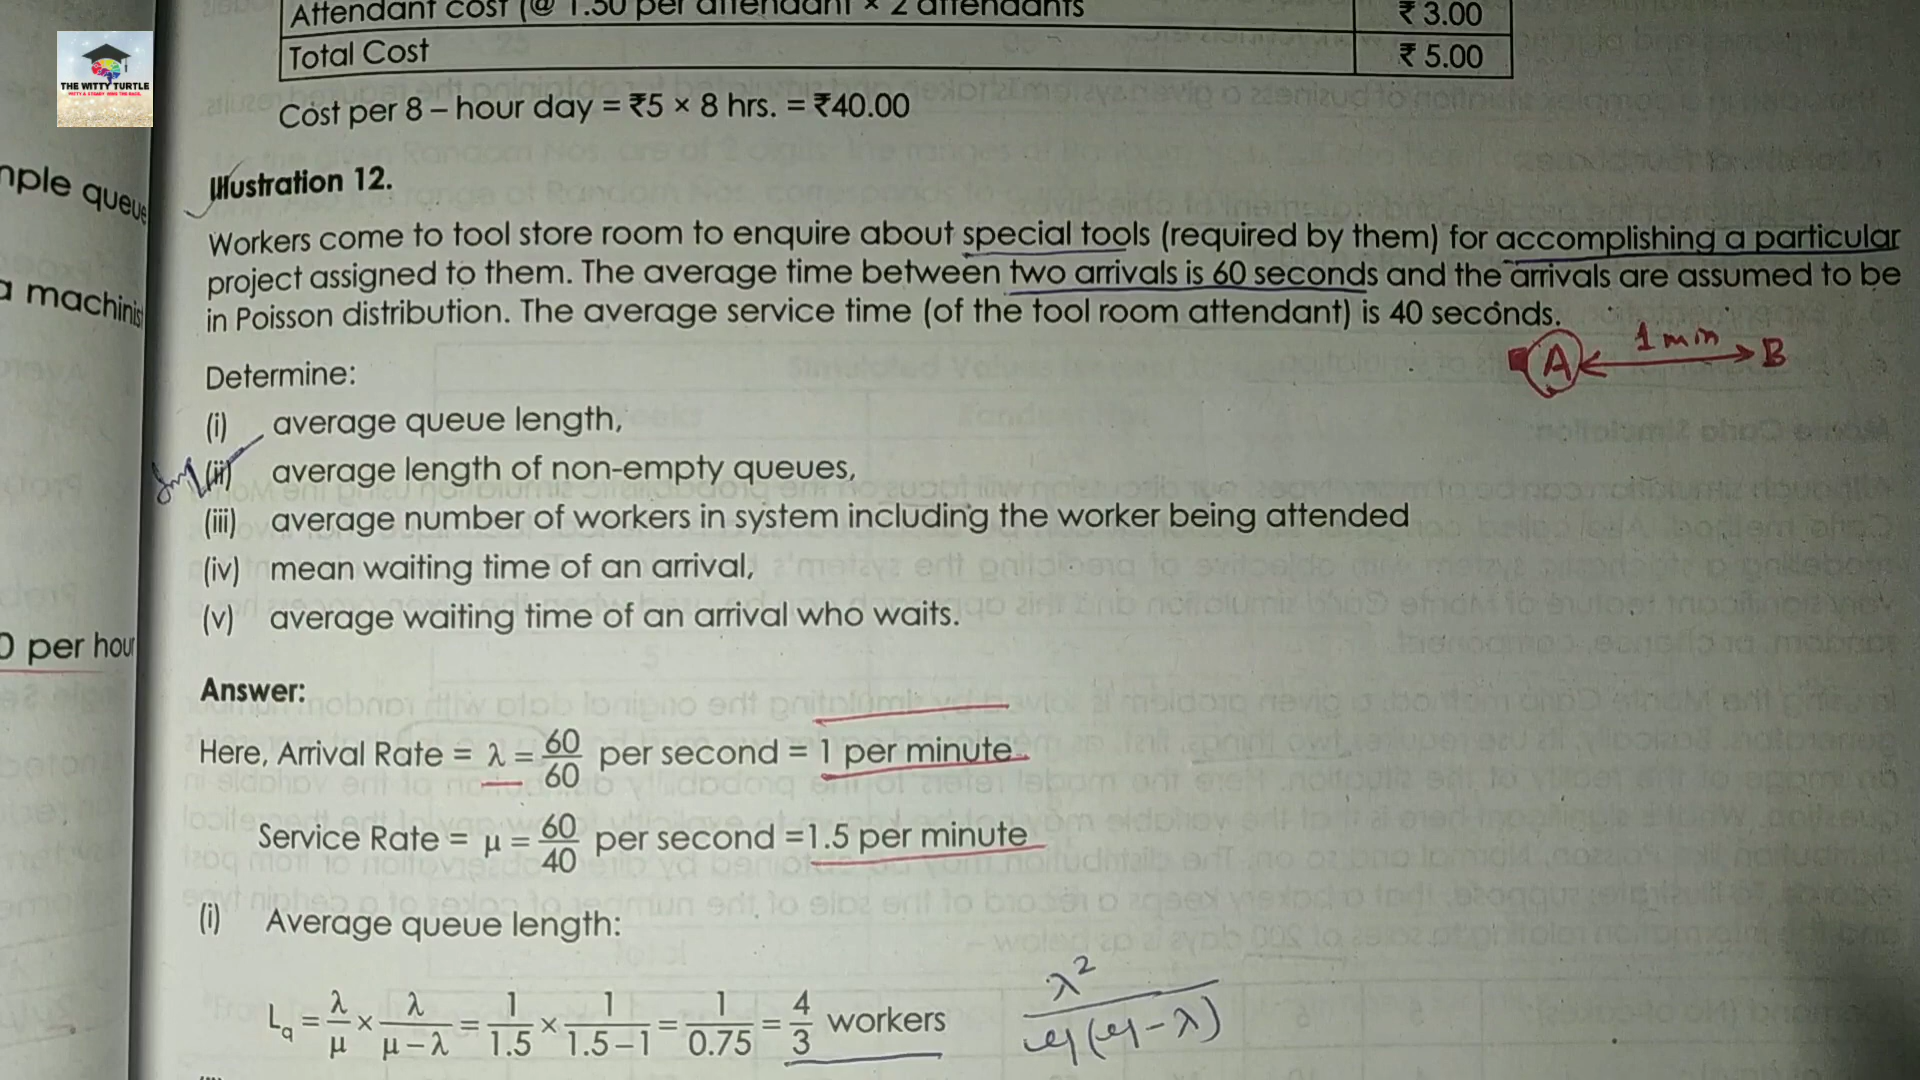 Attendant cost (@ 1.50 per attendant × 2 attendants ₹ 3.00
Total Cost ₹ 5.00
THE WITTY TURTLE
Cost per 8 – hour day = ₹5 × 8 hrs. = ₹40.00
Illustration 12.
Workers come to tool store room to enquire about special tools (required by them) for accomplishing a particular
project assigned to them. The average time between two arrivals is 60 seconds and the arrivals are assumed to be
in Poisson distribution. The average service time (of the tool room attendant) is 40 seconds.
A 1 min B
Determine:
(i) average queue length,
(ii) average length of non-empty queues,
(iii) average number of workers in system including the worker being attended
(iv) mean waiting time of an arrival,
(v) average waiting time of an arrival who waits.
Answer:
Here, Arrival Rate = λ = 60/60 per second = 1 per minute
Service Rate = μ = 60/40 per second =1.5 per minute
(i) Average queue length:
Lq = λ/μ × λ/(μ – λ) = 1/1.5 × 1/(1.5 – 1) = 1/0.75 = 4/3 workers
λ²/μ(μ-λ)
queue
a machinist
0 per hour